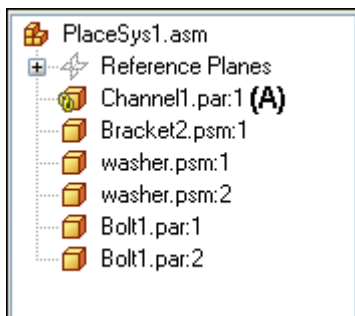 PlaceSys1.asm
Reference Planes
Channel1.par:1 (A)
Bracket2.psm:1
washer.psm:1
washer.psm:2
Bolt1.par:1
Bolt1.par:2